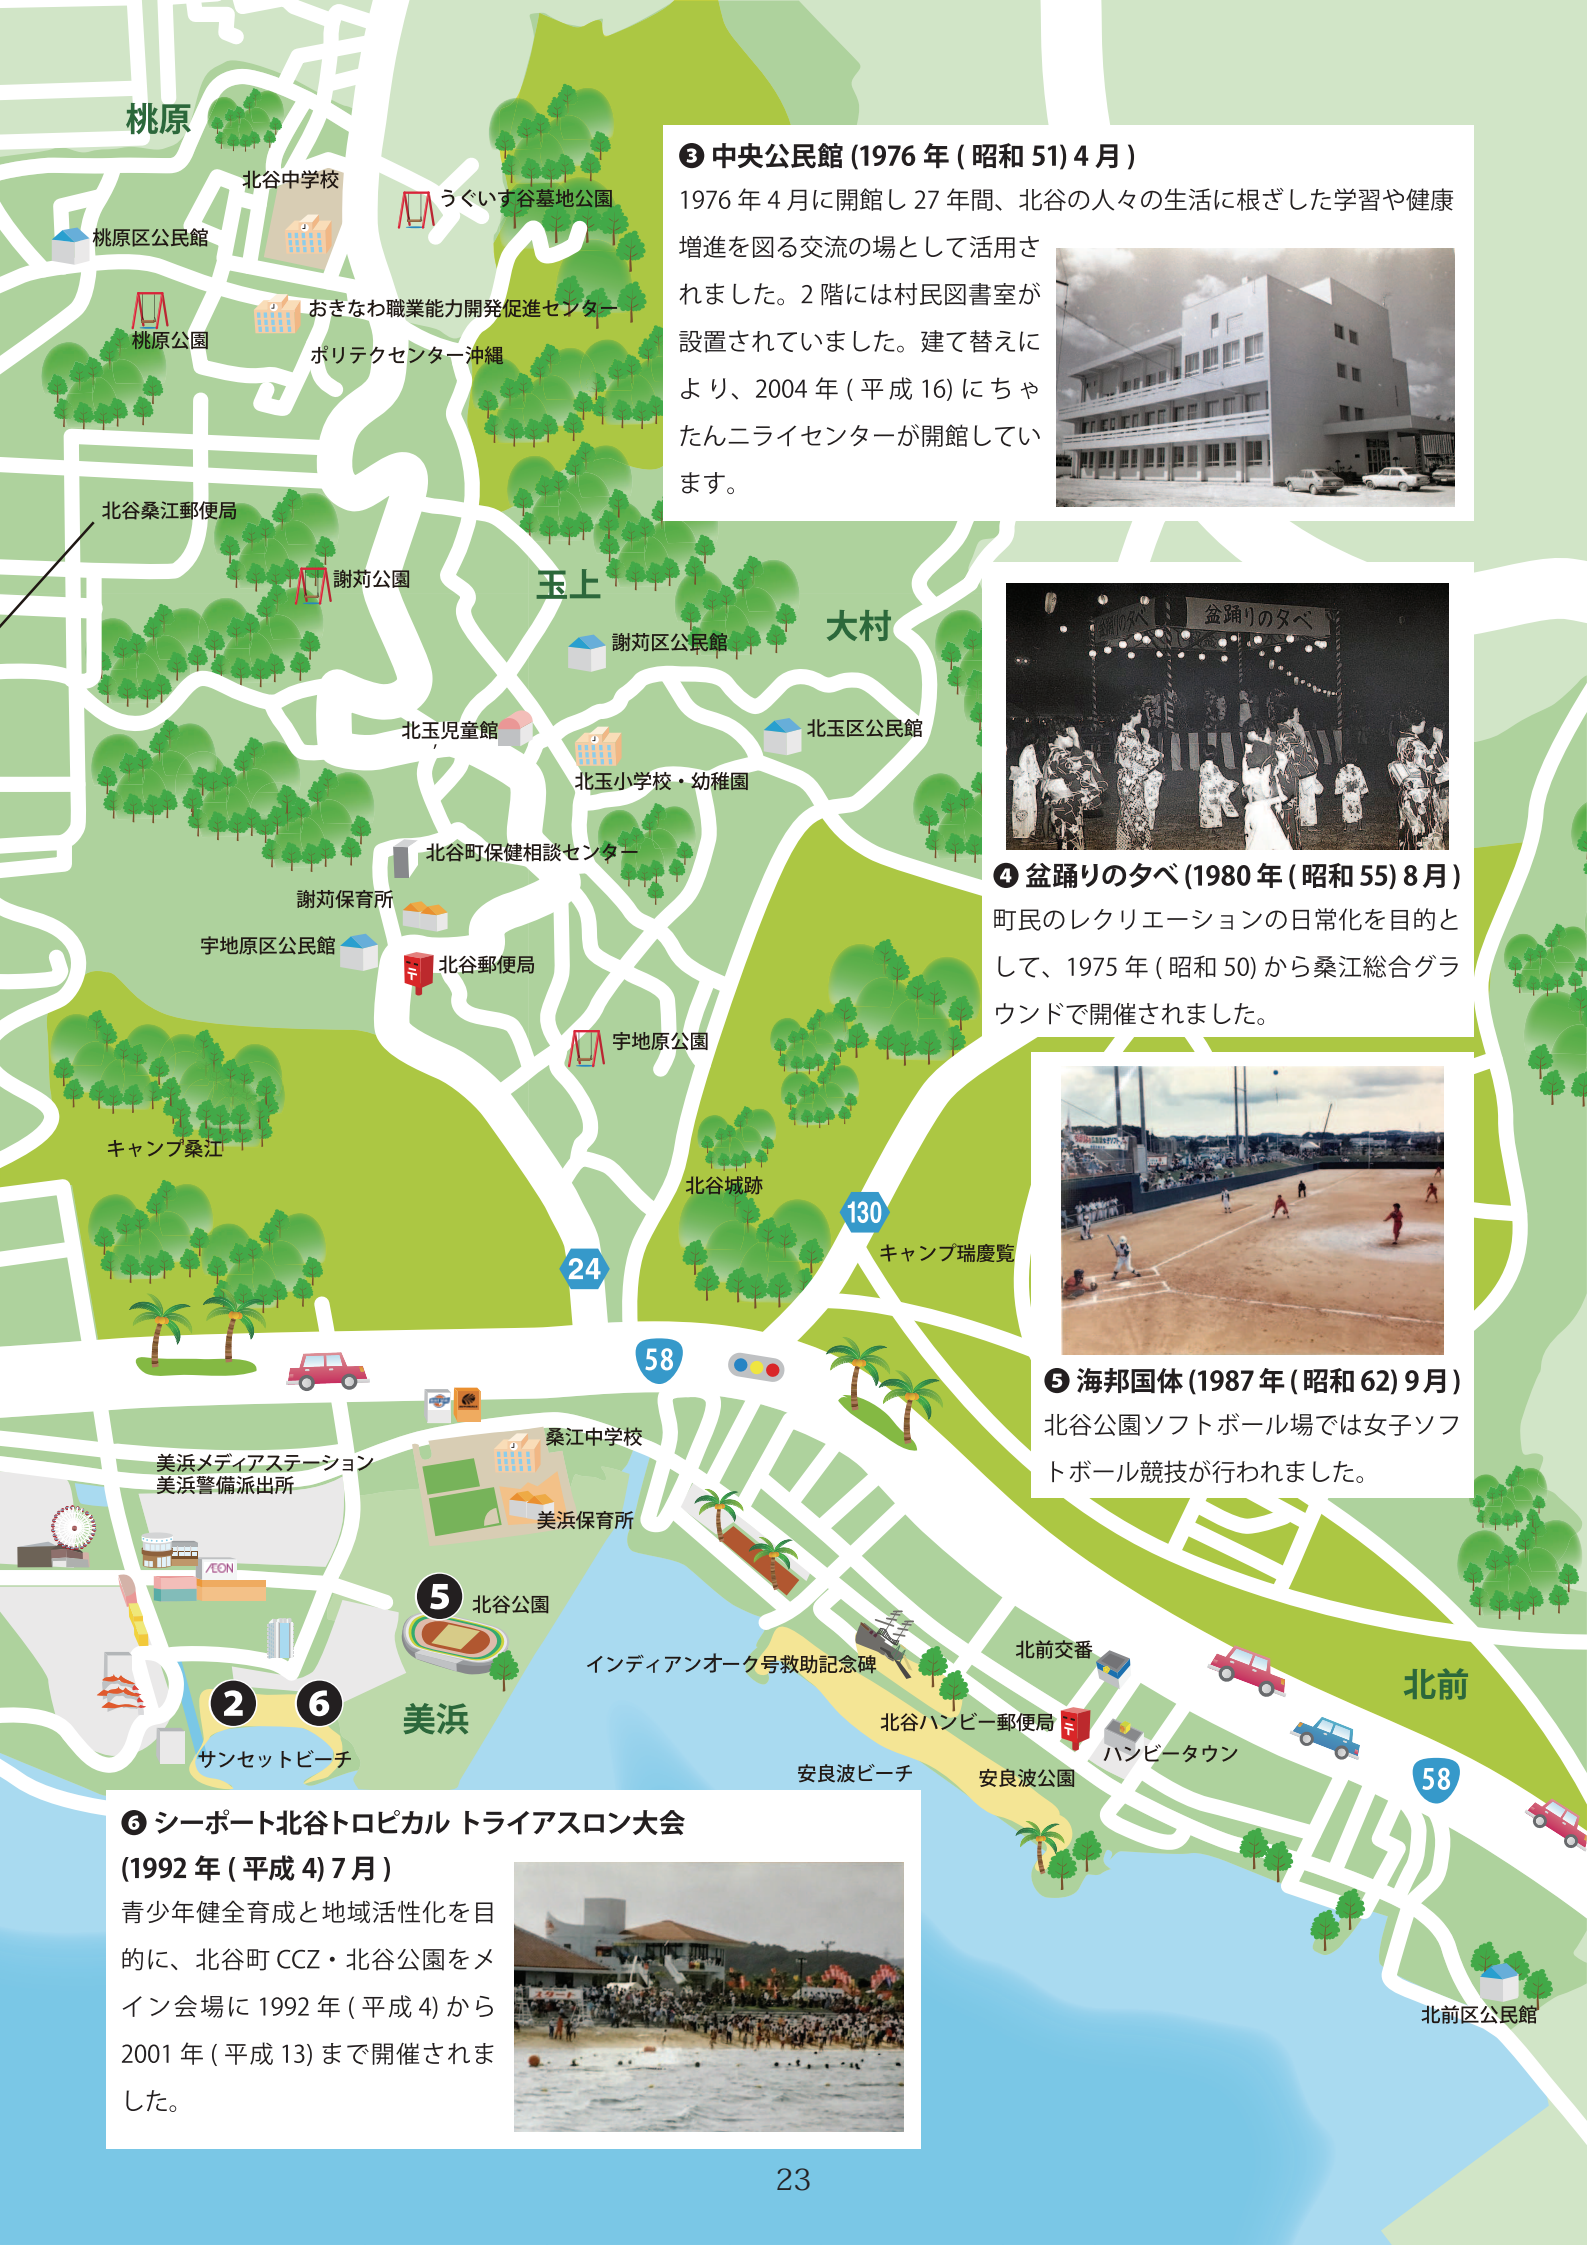 桃原
北谷中学校
うぐいす谷墓地公園
桃原区公民館
おきなわ職業能力開発促進センター
桃原公園
ポリテクセンター沖縄
❸ 中央公民館 (1976 年 ( 昭和 51) 4 月 )
1976 年 4 月に開館し 27 年間、北谷の人々の生活に根ざした学習や健康
増進を図る交流の場として活用さ
れました。2 階には村民図書室が
設置されていました。建て替えに
より、2004 年 ( 平成 16) にちゃ
たんニライセンターが開館してい
ます。
北谷桑江郵便局
謝苅公園
玉上
大村
謝苅区公民館
北玉児童館
北玉区公民館
北玉小学校・幼稚園
北谷町保健相談センター
謝苅保育所
宇地原区公民館
北谷郵便局
宇地原公園
盆踊りの夕べ
❹ 盆踊りの夕べ (1980 年 ( 昭和 55) 8 月 )
町民のレクリエーションの日常化を目的と
して、1975 年 ( 昭和 50) から桑江総合グラ
ウンドで開催されました。
キャンプ桑江
北谷城跡
130
キャンプ瑞慶覧
24
58
❺ 海邦国体 (1987 年 ( 昭和 62) 9 月 )
北谷公園ソフトボール場では女子ソフ
トボール競技が行われました。
桑江中学校
美浜メディアステーション
美浜警備派出所
美浜保育所
ÆON
5
北谷公園
インディアンオーク号救助記念碑
北前交番
北前
2
6
美浜
北谷ハンビー郵便局
ハンビータウン
サンセットビーチ
安良波ビーチ
安良波公園
58
❻ シーポート北谷トロピカル トライアスロン大会
(1992 年 ( 平成 4) 7 月 )
青少年健全育成と地域活性化を目
的に、北谷町 CCZ・北谷公園をメ
イン会場に 1992 年 ( 平成 4) から
2001 年 ( 平成 13) まで開催されま
した。
北前区公民館
23